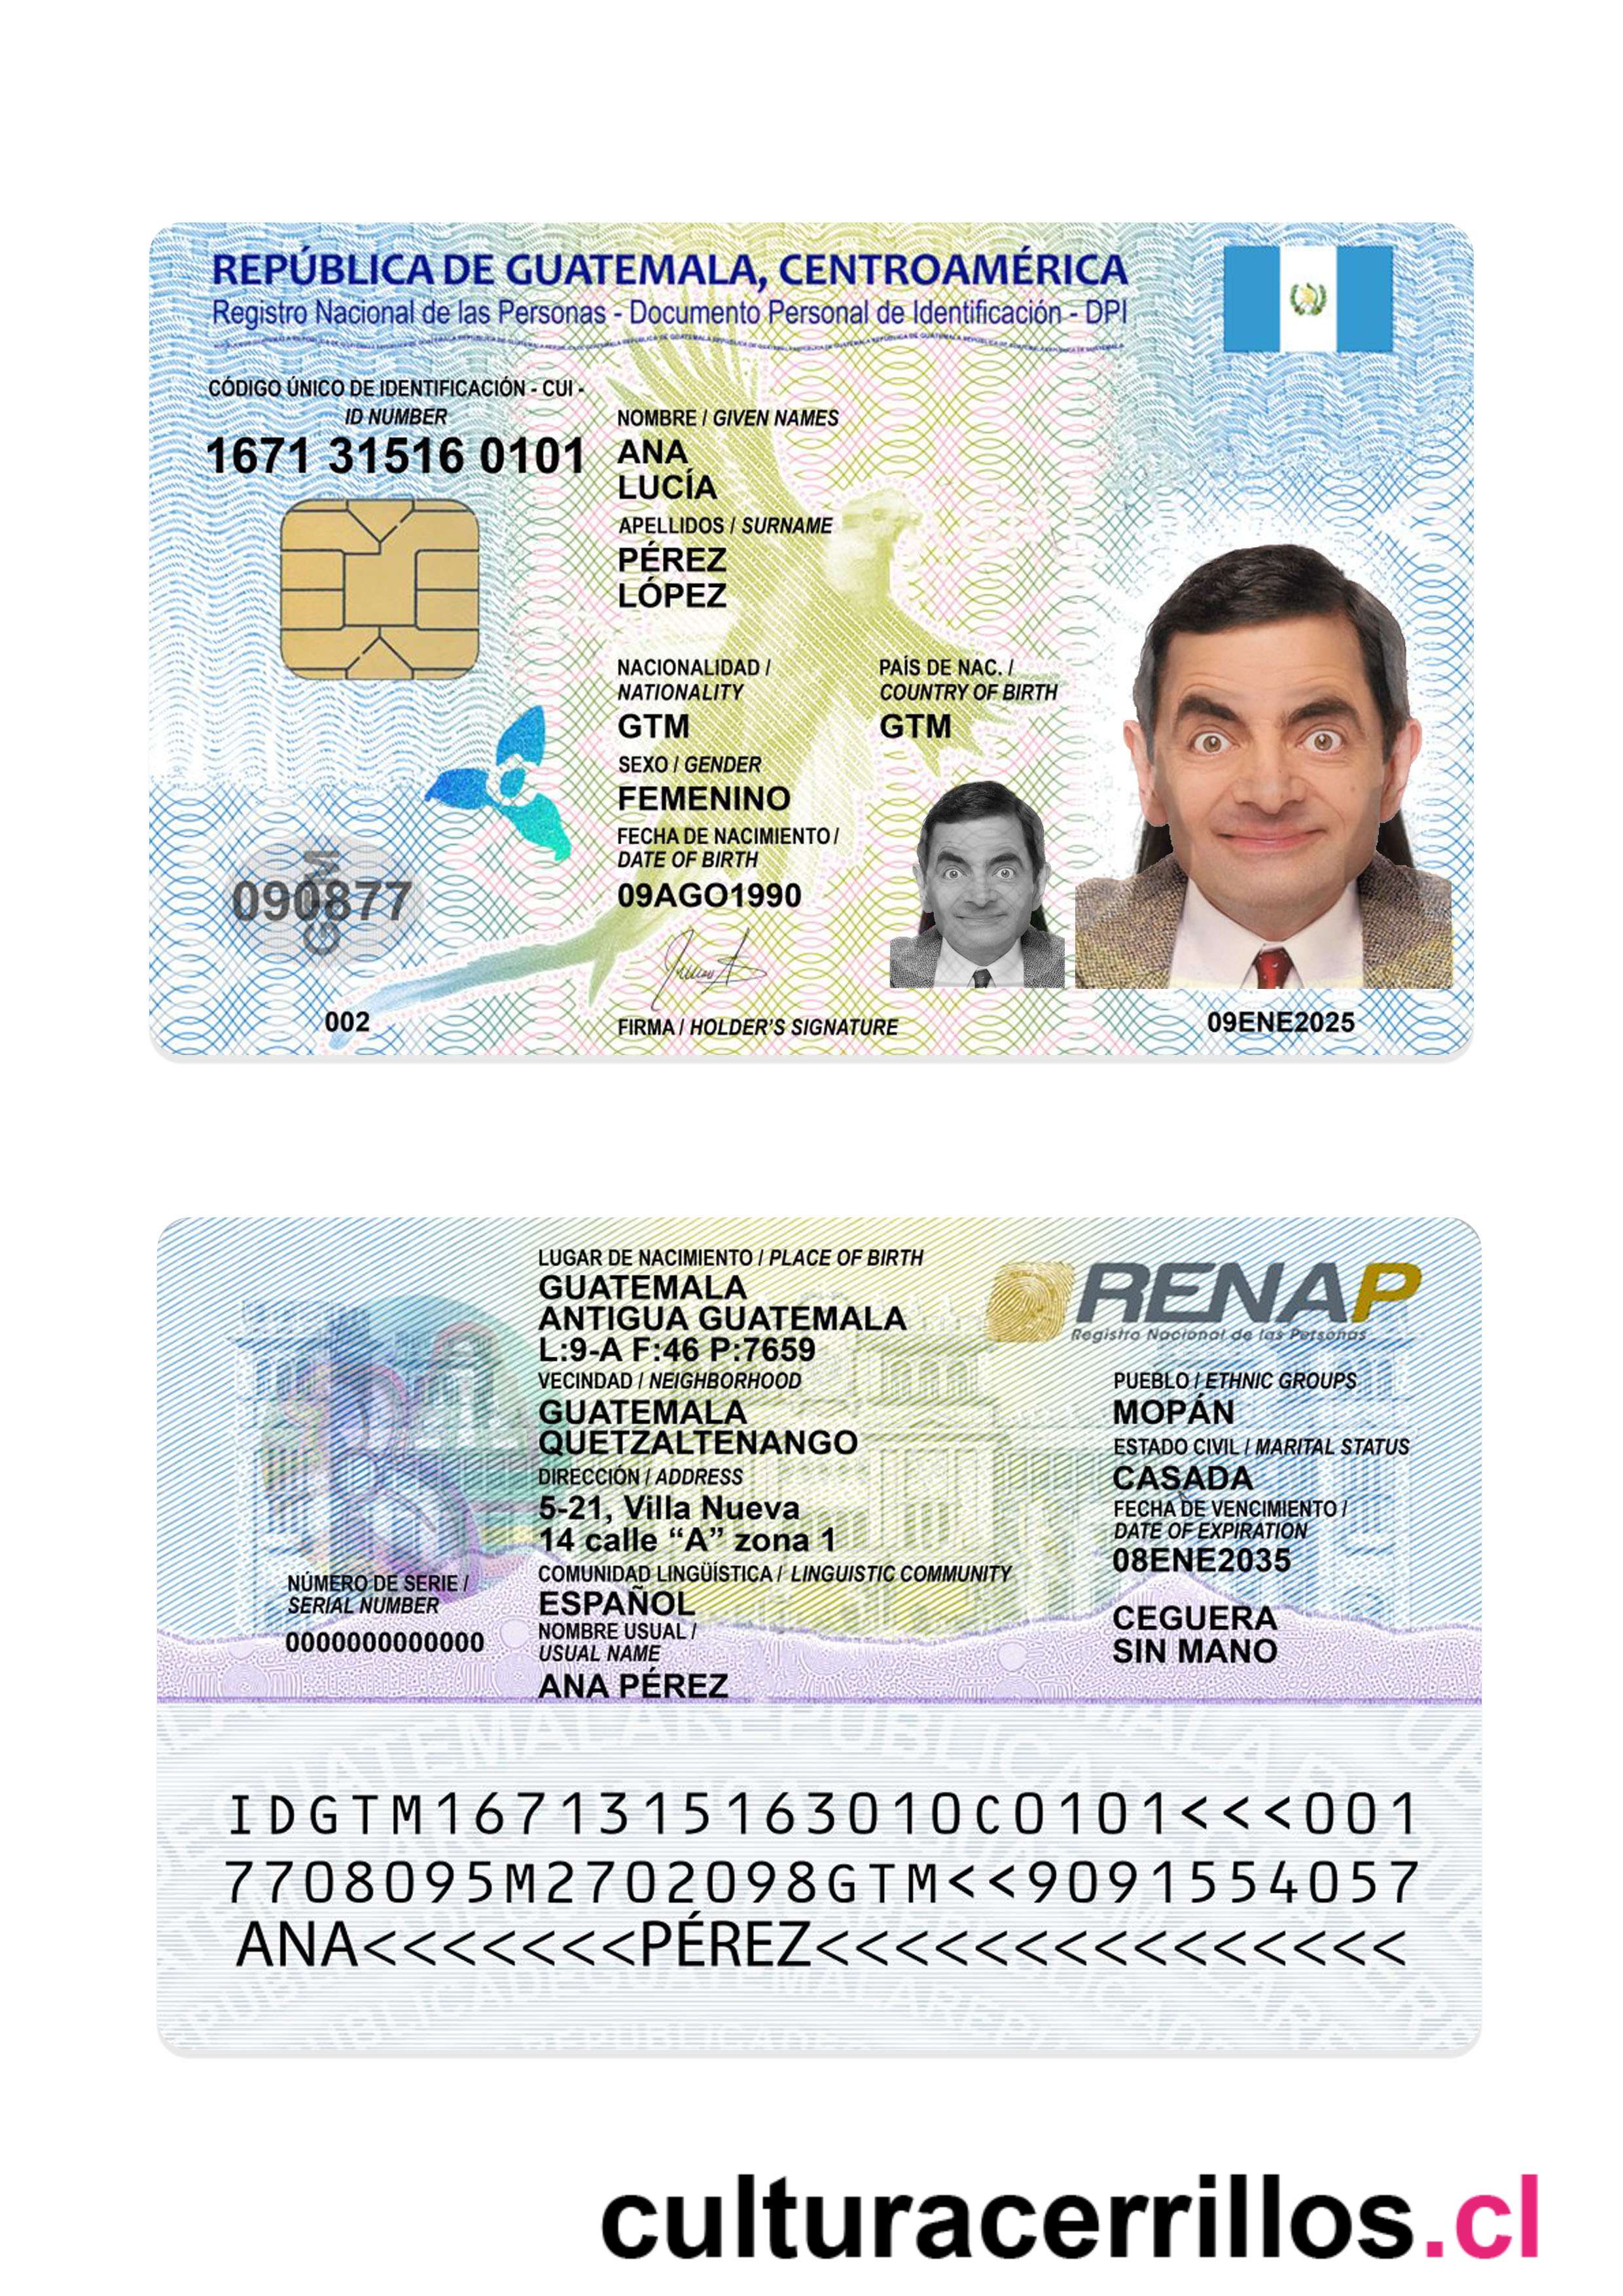 REPÚBLICA DE GUATEMALA, CENTROAMÉRICA
Registro Nacional de las Personas - Documento Personal de Identificación - DPI
CÓDIGO ÚNICO DE IDENTIFICACIÓN - CUI -
ID NUMBER
1671 31516 0101
NOMBRE / GIVEN NAMES
ANA
LUCÍA
APELLIDOS / SURNAME
PÉREZ
LÓPEZ
NACIONALIDAD /
NATIONALITY
GTM
PAÍS DE NAC. /
COUNTRY OF BIRTH
GTM
SEXO / GENDER
FEMENINO
FECHA DE NACIMIENTO /
DATE OF BIRTH
09AGO1990
090877
GTM
002
FIRMA / HOLDER'S SIGNATURE
09ENE2025
LUGAR DE NACIMIENTO / PLACE OF BIRTH
GUATEMALA
ANTIGUA GUATEMALA
L:9-A F:46 P:7659
VECINDAD / NEIGHBORHOOD
GUATEMALA
QUETZALTENANGO
DIRECCIÓN / ADDRESS
5-21, Villa Nueva
14 calle “A” zona 1
COMUNIDAD LINGÜÍSTICA / LINGUISTIC COMMUNITY
ESPAÑOL
NOMBRE USUAL /
USUAL NAME
ANA PÉREZ
RENAP
Registro Nacional de las Personas
PUEBLO / ETHNIC GROUPS
MOPÁN
ESTADO CIVIL / MARITAL STATUS
CASADA
FECHA DE VENCIMIENTO /
DATE OF EXPIRATION
08ENE2035
CEGUERA
SIN MANO
NÚMERO DE SERIE /
SERIAL NUMBER
0000000000000
IDGTM1671315163010C0101<<<001
7708095M2702098GTM<<9091554057
ANA<<<<<<<PÉREZ<<<<<<<<<<<<<<<
culturacerrillos.cl